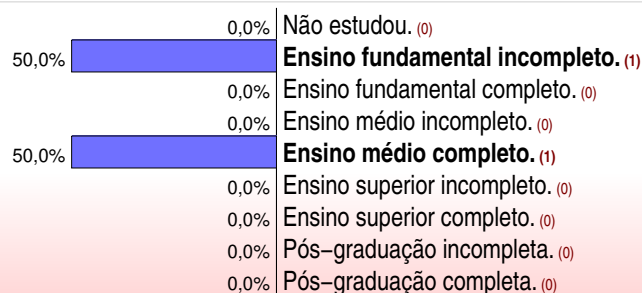 0,0% Não estudou. (0)
50,0% Ensino fundamental incompleto. (1)
0,0% Ensino fundamental completo. (0)
0,0% Ensino médio incompleto. (0)
50,0% Ensino médio completo. (1)
0,0% Ensino superior incompleto. (0)
0,0% Ensino superior completo. (0)
0,0% Pós−graduação incompleta. (0)
0,0% Pós−graduação completa. (0)